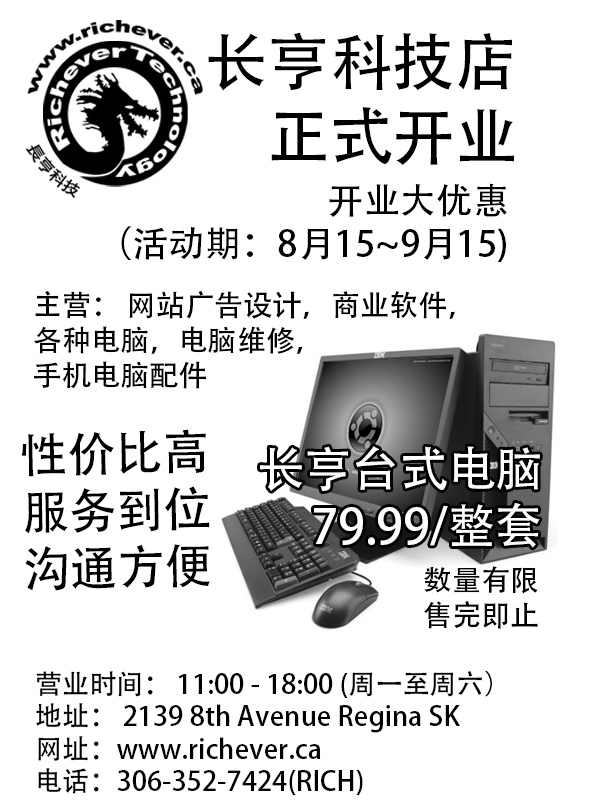 www.richever.ca
Richever Technology
長亨科技
长亨科技店
正式开业
开业大优惠
（活动期：8月15~9月15)
主营： 网站广告设计， 商业软件，
各种电脑， 电脑维修，
手机电脑配件
IBM
性价比高
服务到位
沟通方便
长亨台式电脑
79.99/整套
IBM
IBM
数量有限
售完即止
营业时间： 11:00 - 18:00 (周一至周六）
地址： 2139 8th Avenue Regina SK
网址：www.richever.ca
电话：306-352-7424(RICH)